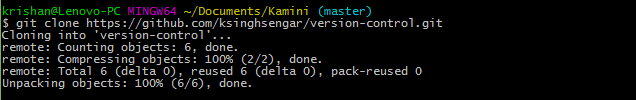 krishan@Lenovo-PC MINGW64 ~/Documents/Kamini (master)
$ git clone https://github.com/ksinghsengar/version-control.git
Cloning into 'version-control'...
remote: Counting objects: 6, done.
remote: Compressing objects: 100% (2/2), done.
remote: Total 6 (delta 0), reused 6 (delta 0), pack-reused 0
Unpacking objects: 100% (6/6), done.